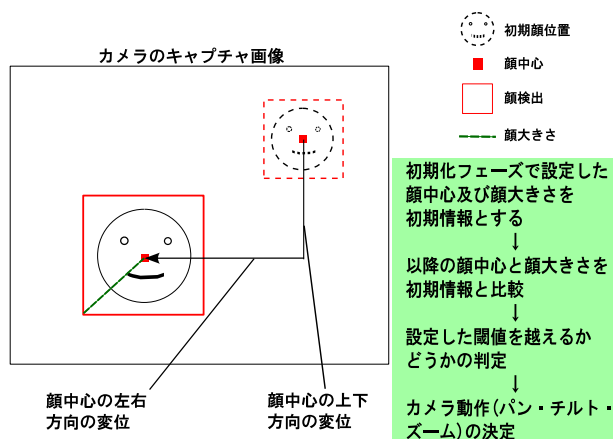 カメラのキャプチャ画像
初期顔位置
顔中心
顔検出
顔大きさ
初期化フェーズで設定した
顔中心及び顔大きさを
初期情報とする
↓
以降の顔中心と顔大きさを
初期情報と比較
↓
設定した閾値を越えるか
どうかの判定
↓
カメラ動作(パン・チルト・
ズーム)の決定
顔中心の左右
方向の変位
顔中心の上下
方向の変位